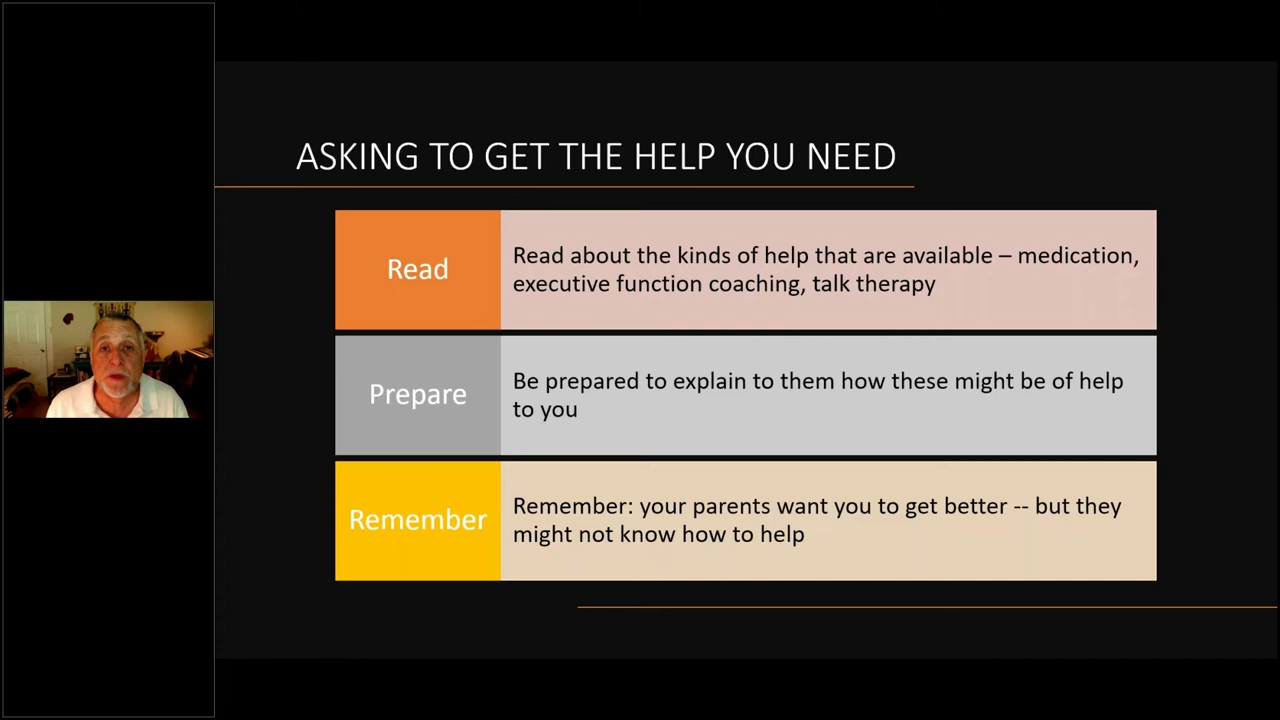 ASKING TO GET THE HELP YOU NEED
Read
Read about the kinds of help that are available – medication,
executive function coaching, talk therapy
Prepare
Be prepared to explain to them how these might be of help
to you
Remember
Remember: your parents want you to get better -- but they
might not know how to help